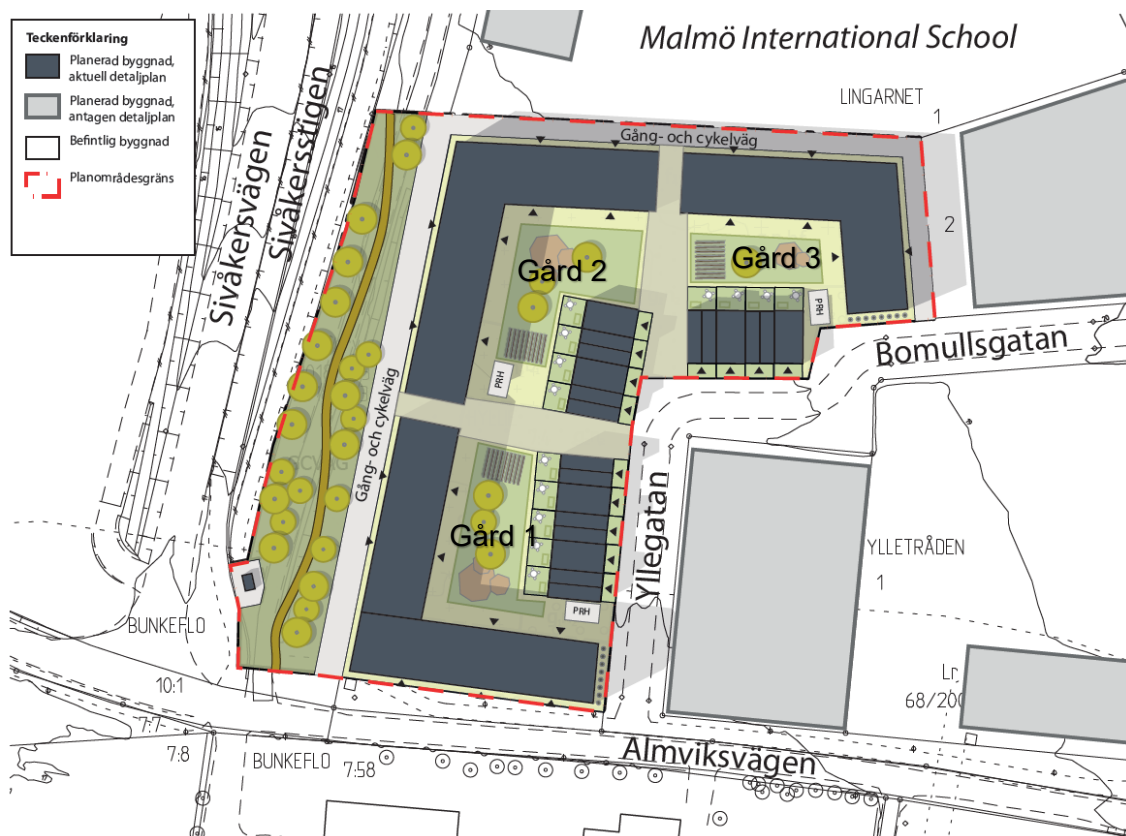 Teckenförklaring
Planerad byggnad,
aktuell detaljplan
Planerad byggnad,
antagen detaljplan
Befintlig byggnad
Planområdesgräns
Malmö International School
LINGARNET
1
2
Gång- och cykelväg
Sivåkersvägen
Sivåkersstigen
Gård 2
Gård 3
PRH
PRH
Bomullsgatan
Gång- och cykelväg
Gård 1
PRH
Yllegatan
YLLETRÅDEN
1
BUNKEFLO
10:1
7:7
7:8
BUNKEFLO
7:58
Almviksvägen
68/200